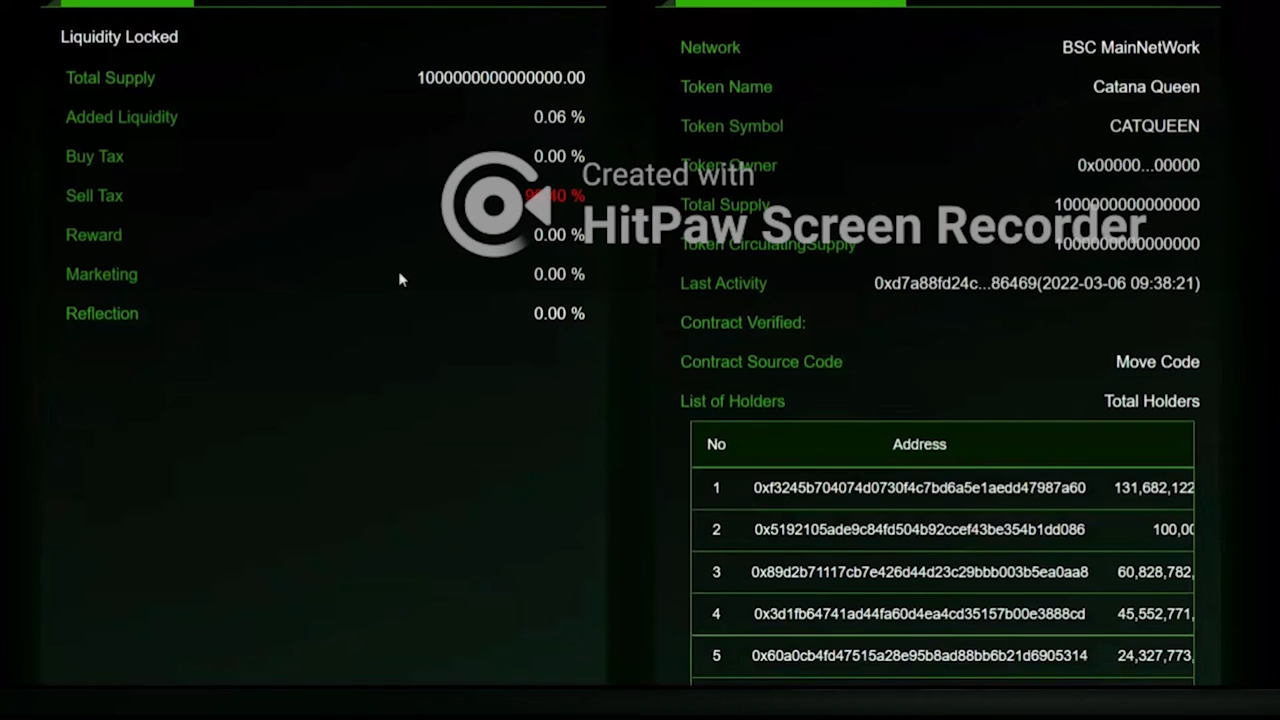 Liquidity Locked
Total Supply 1000000000000000.00
Added Liquidity 0.06 %
Buy Tax 0.00 %
Sell Tax %
Reward 0.00 %
Marketing 0.00 %
Reflection 0.00 %
Created with
HitPaw Screen Recorder
Network BSC MainNetWork
Token Name Catana Queen
Token Symbol CATQUEEN
Token Owner 0x00000...00000
Total Supply 1000000000000000
Token CirculatingSupply 1000000000000000
Last Activity 0xd7a88fd24c...86469(2022-03-06 09:38:21)
Contract Verified:
Contract Source Code Move Code
List of Holders Total Holders
No Address
1 0xf3245b704074d0730f4c7bd6a5e1aedd47987a60 131,682,122
2 0x5192105ade9c84fd504b92ccef43be354b1dd086 100,00
3 0x89d2b71117cb7e426d44d23c29bbb003b5ea0aa8 60,828,782,
4 0x3d1fb64741ad44fa60d4ea4cd35157b00e3888cd 45,552,771,
5 0x60a0cb4fd47515a28e95b8ad88bb6b21d6905314 24,327,773,